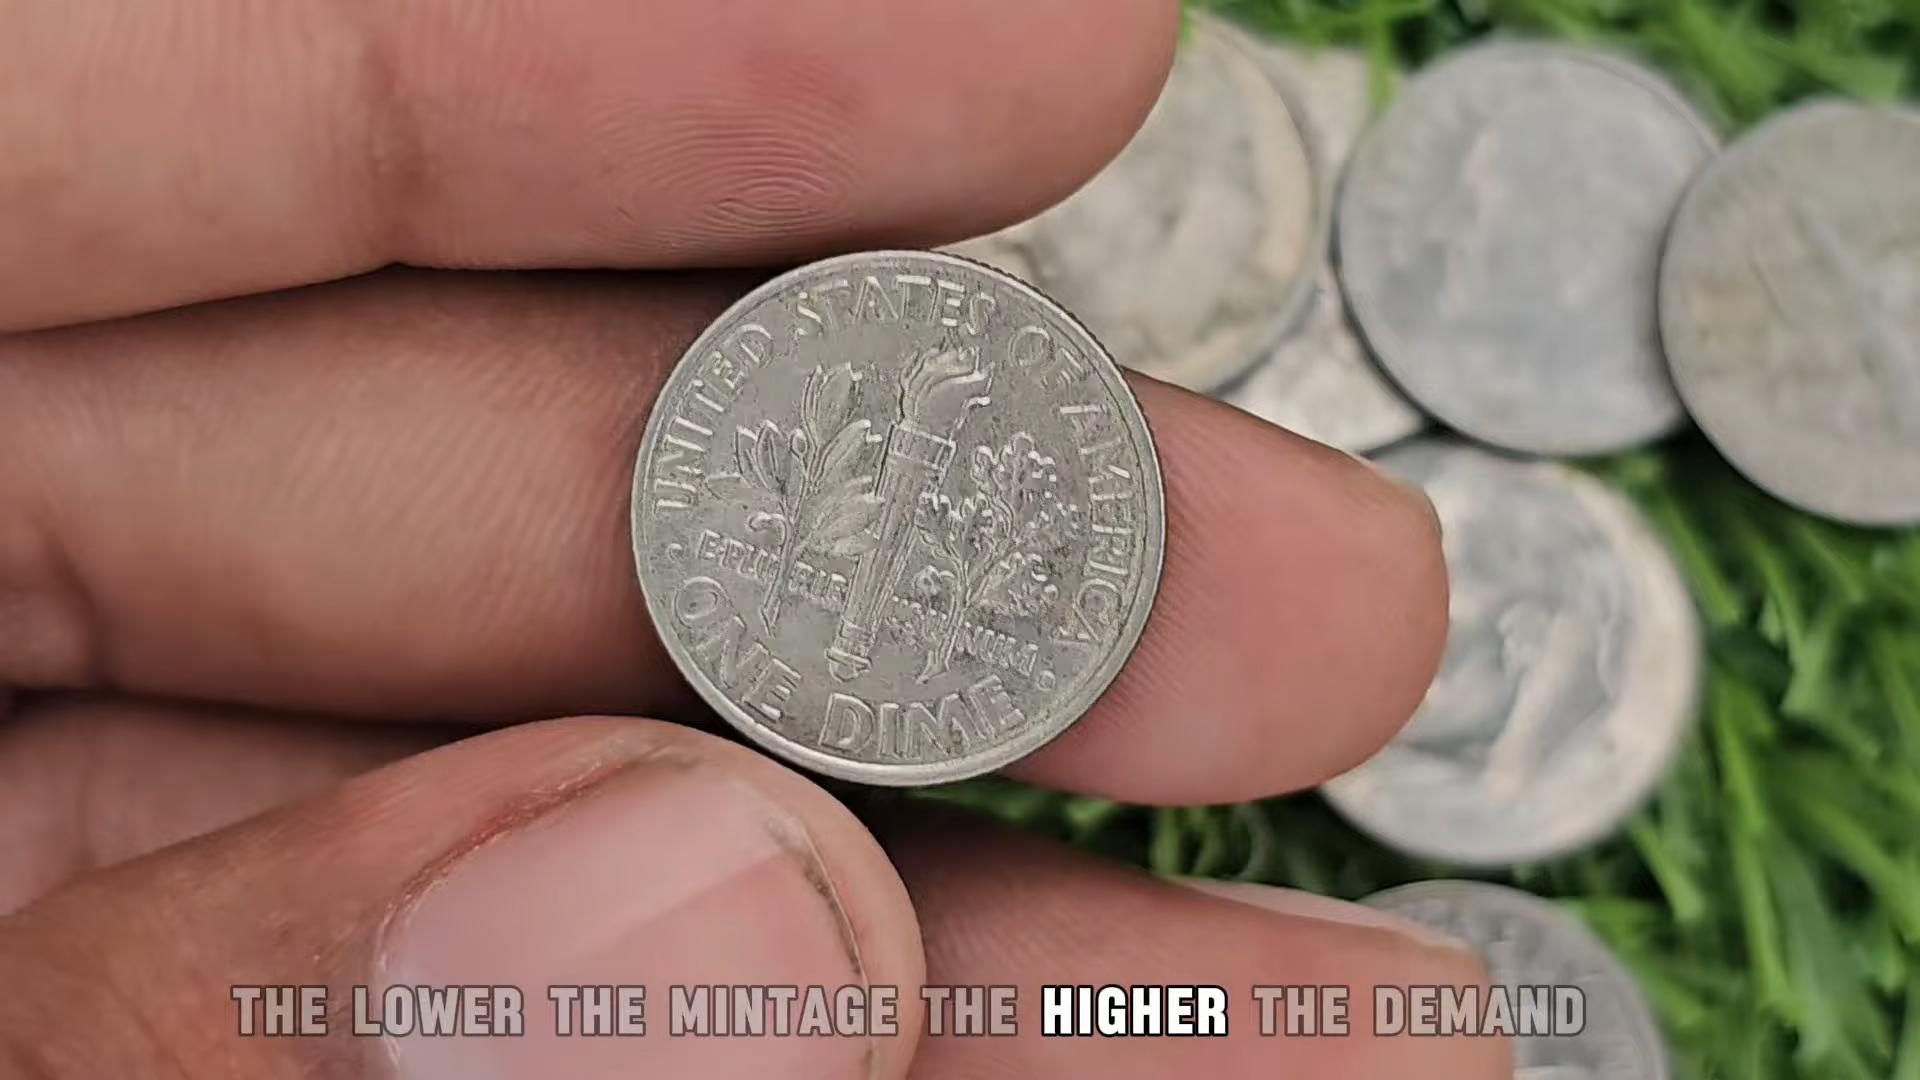 UNITED STATES OF AMERICA
ONE DIME
THE LOWER THE MINTAGE THE HIGHER THE DEMAND